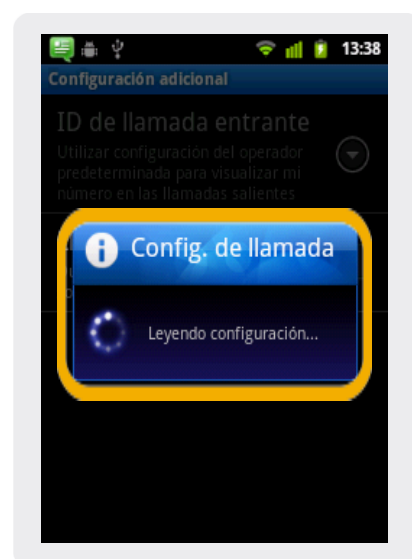 13:38
Configuración adicional
ID de llamada entrante
Utilizar configuración del operador
predeterminada para visualizar mi
número en las llamadas salientes
Config. de llamada
Leyendo configuración...